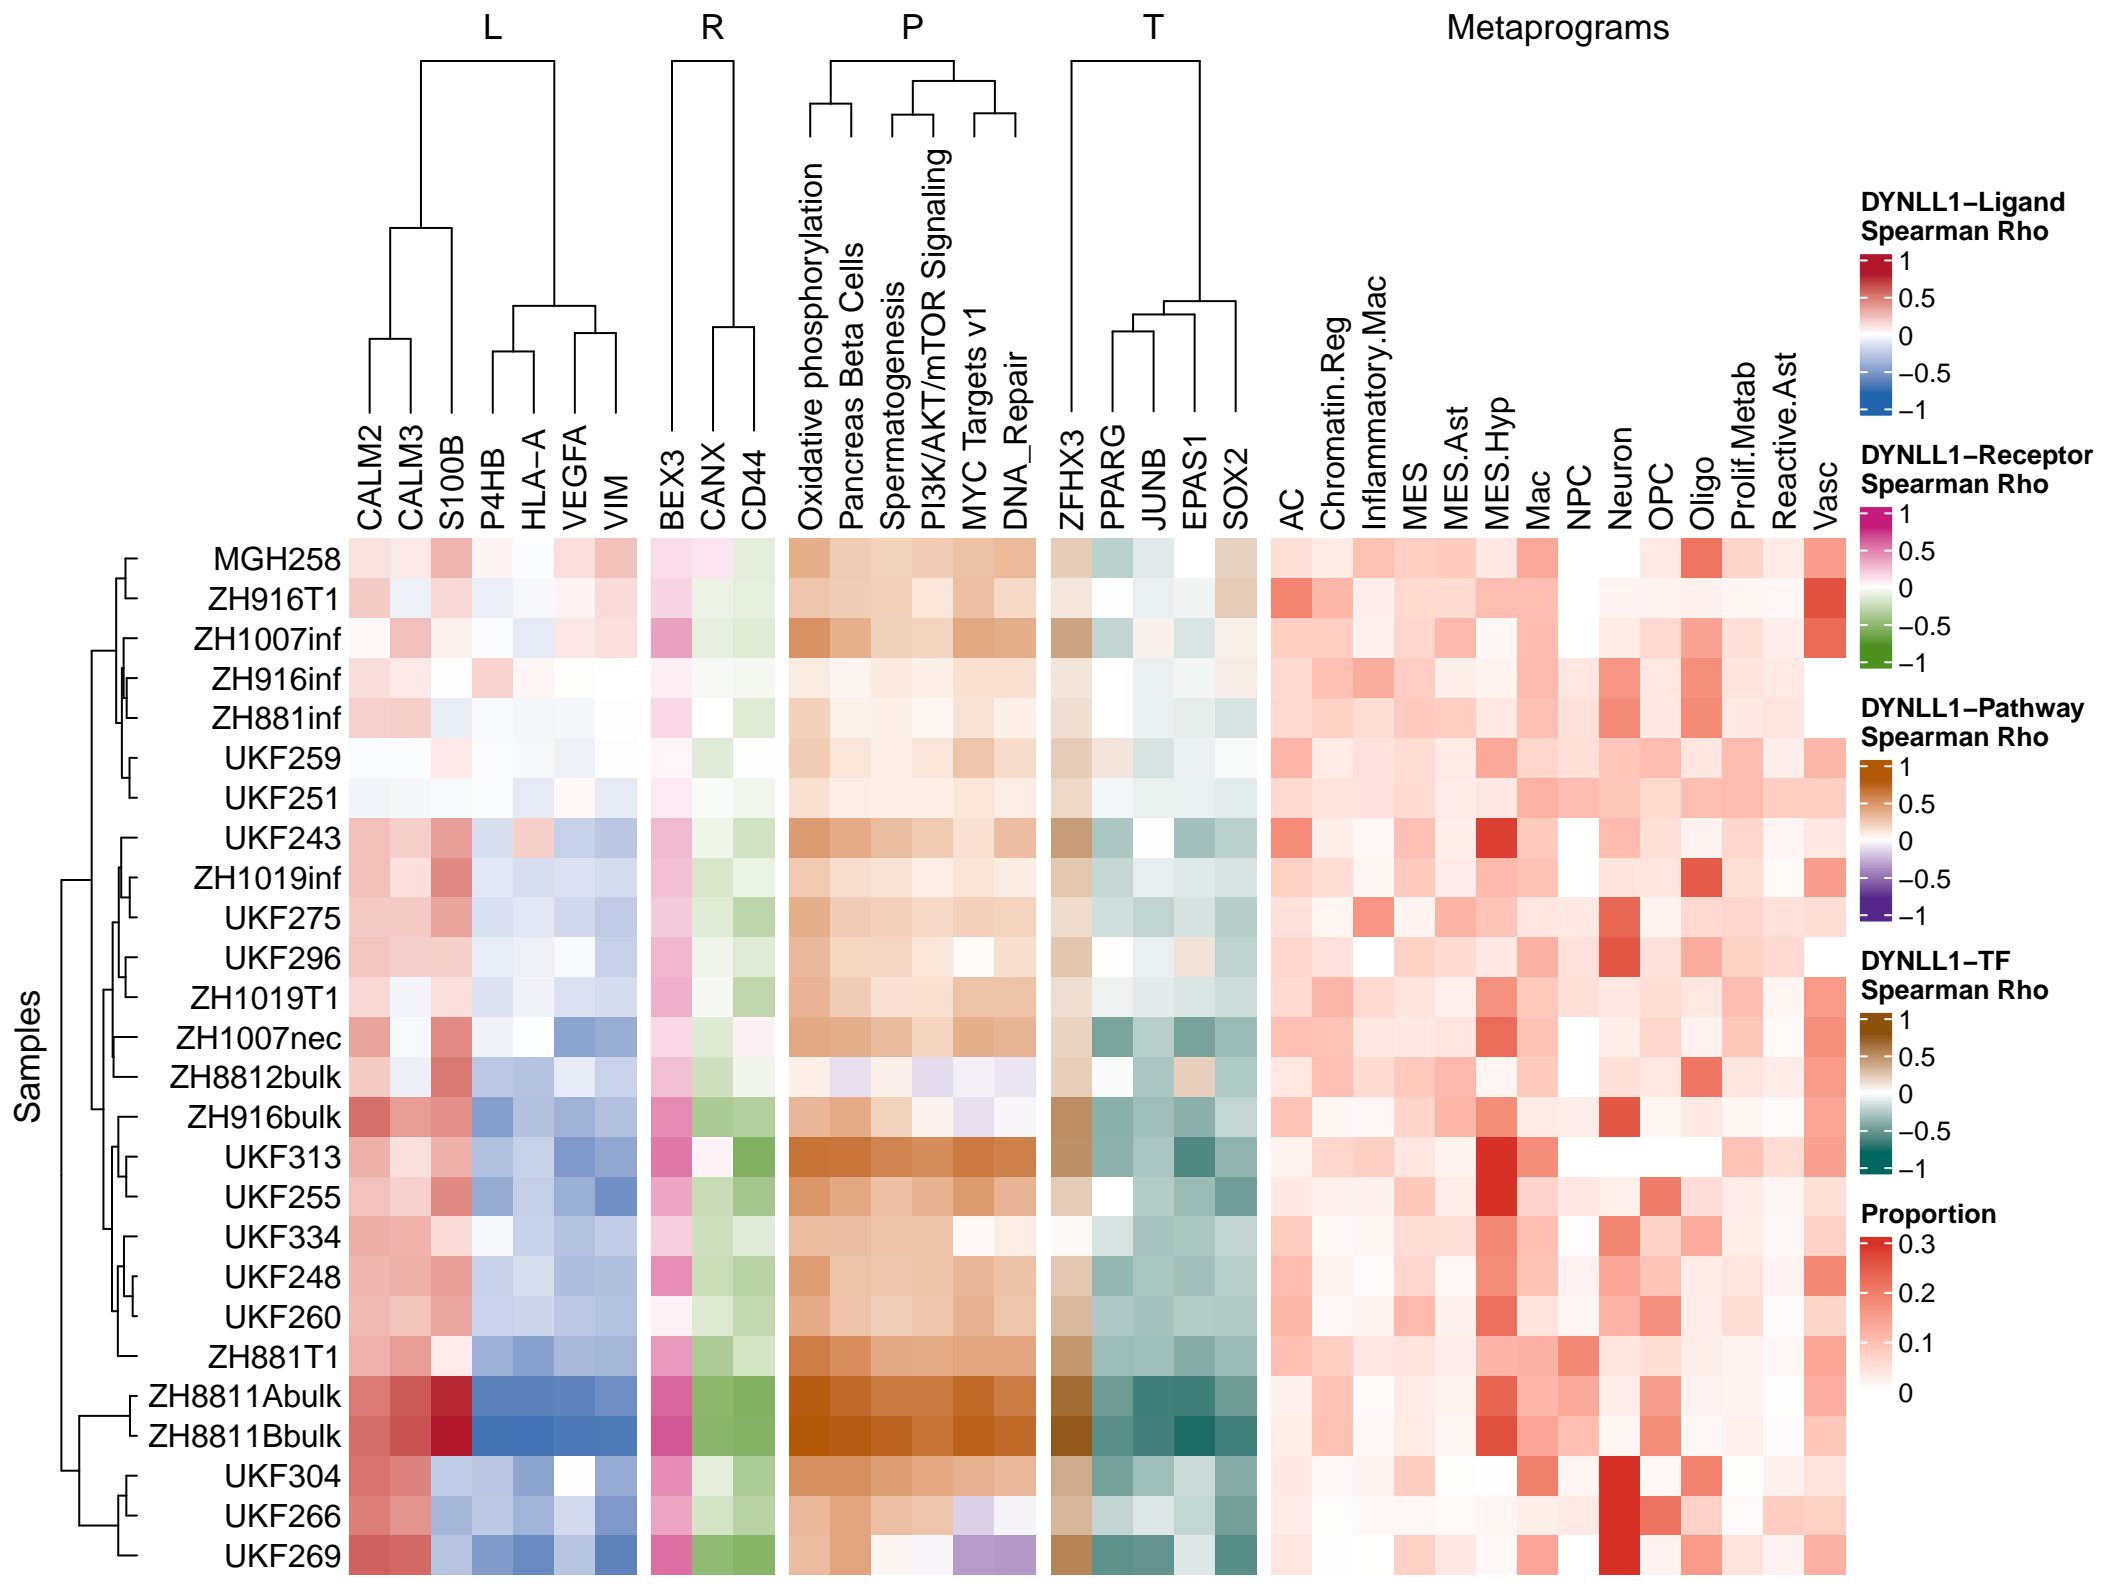 L
R
P
T
Metaprograms
CALM2
CALM3
S100B
P4HB
HLA−A
VEGFA
VIM
BEX3
CANX
CD44
Oxidative phosphorylation
Pancreas Beta Cells
Spermatogenesis
PI3K/AKT/mTOR Signaling
MYC Targets v1
DNA_Repair
ZFHX3
PPARG
JUNB
EPAS1
SOX2
AC
Chromatin.Reg
Inflammatory.Mac
MES
MES.Ast
MES.Hyp
Mac
NPC
Neuron
OPC
Oligo
Prolif.Metab
Reactive.Ast
Vasc
Samples
MGH258
ZH916T1
ZH1007inf
ZH916inf
ZH881inf
UKF259
UKF251
UKF243
ZH1019inf
UKF275
UKF296
ZH1019T1
ZH1007nec
ZH8812bulk
ZH916bulk
UKF313
UKF255
UKF334
UKF248
UKF260
ZH881T1
ZH8811Abulk
ZH8811Bbulk
UKF304
UKF266
UKF269
DYNLL1−Ligand
Spearman Rho
1
0.5
0
−0.5
−1
DYNLL1−Receptor
Spearman Rho
1
0.5
0
−0.5
−1
DYNLL1−Pathway
Spearman Rho
1
0.5
0
−0.5
−1
DYNLL1−TF
Spearman Rho
1
0.5
0
−0.5
−1
Proportion
0.3
0.2
0.1
0